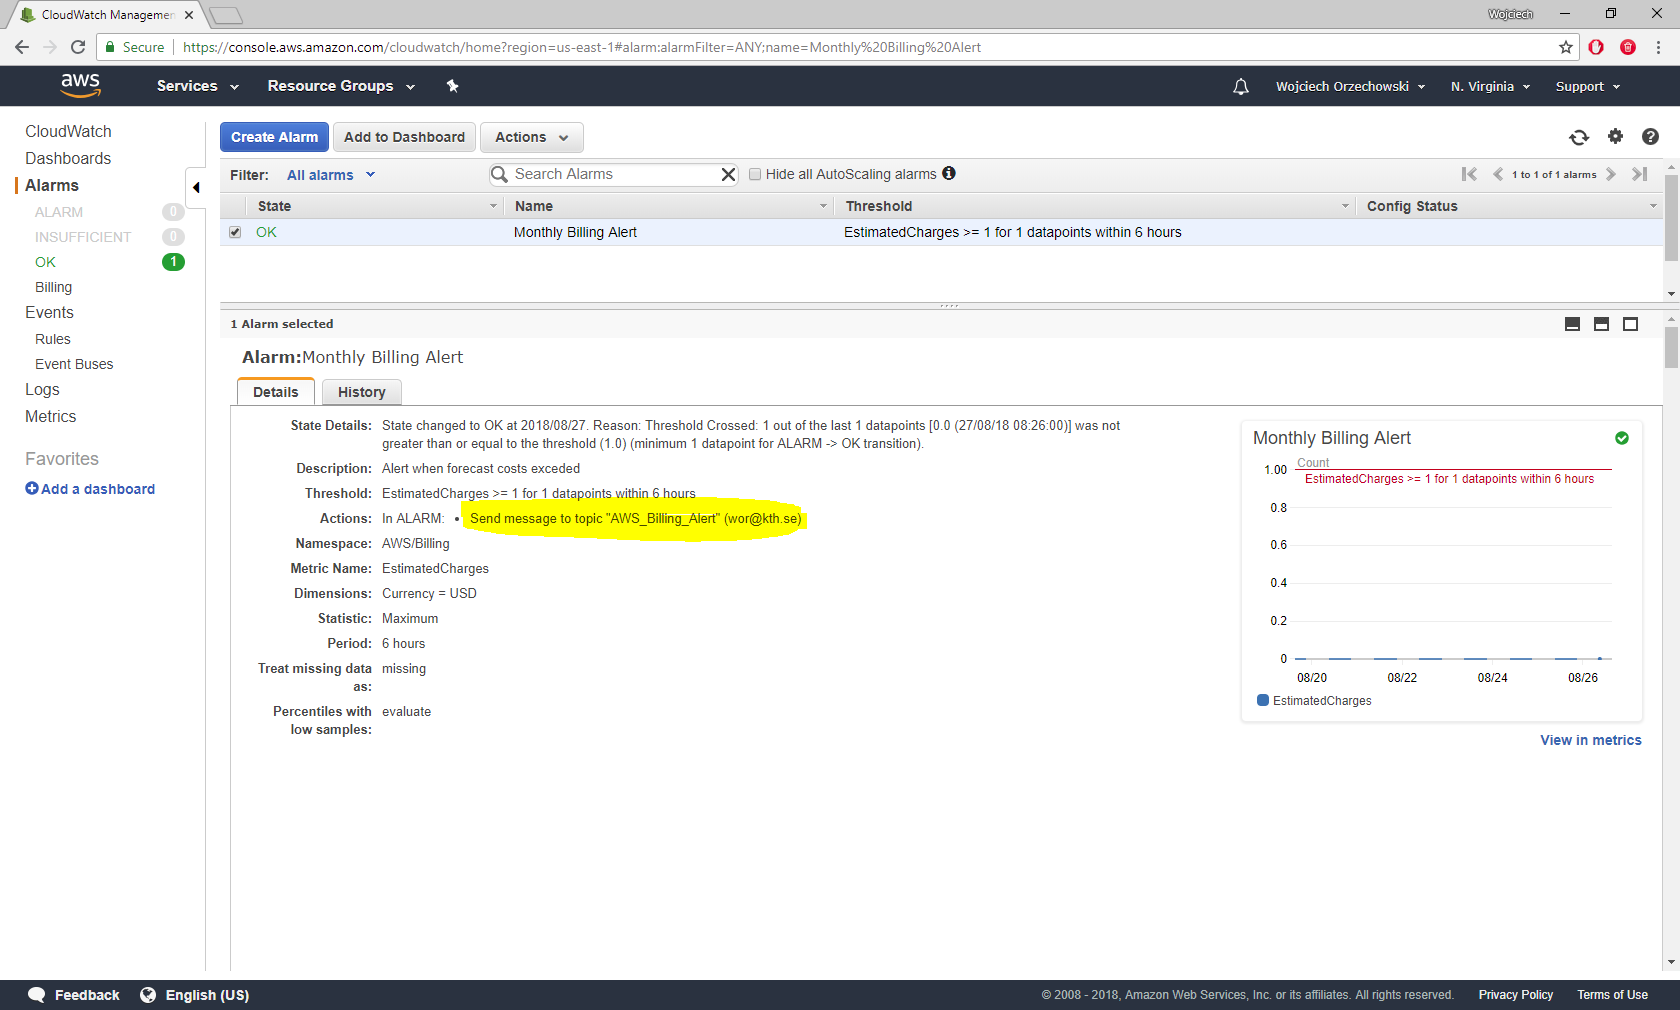 CloudWatch Managemen
Wojciech
Secure
https://console.aws.amazon.com/cloudwatch/home?region=us-east-1#alarm:alarmFilter=ANY;name=Monthly%20Billing%20Alert
aws Services Resource Groups Wojciech Orzechowski N. Virginia Support
CloudWatch
Dashboards
Alarms
ALARM 0
INSUFFICIENT 0
OK 1
Billing
Events
Rules
Event Buses
Logs
Metrics
Favorites
Add a dashboard
Create Alarm Add to Dashboard Actions
Filter: All alarms Search Alarms Hide all AutoScaling alarms 1 to 1 of 1 alarms
State Name Threshold Config Status
OK Monthly Billing Alert EstimatedCharges >= 1 for 1 datapoints within 6 hours
1 Alarm selected
Alarm:Monthly Billing Alert
Details History
State Details: State changed to OK at 2018/08/27. Reason: Threshold Crossed: 1 out of the last 1 datapoints [0.0 (27/08/18 08:26:00)] was not
greater than or equal to the threshold (1.0) (minimum 1 datapoint for ALARM -> OK transition).
Description: Alert when forecast costs exceded
Threshold: EstimatedCharges >= 1 for 1 datapoints within 6 hours
Actions: In ALARM: • Send message to topic "AWS_Billing_Alert" (wor@kth.se)
Namespace: AWS/Billing
Metric Name: EstimatedCharges
Dimensions: Currency = USD
Statistic: Maximum
Period: 6 hours
Treat missing data missing
as:
Percentiles with evaluate
low samples:
Monthly Billing Alert
Count
1.00
EstimatedCharges >= 1 for 1 datapoints within 6 hours
0.8
0.6
0.4
0.2
0
08/20 08/22 08/24 08/26
EstimatedCharges
View in metrics
Feedback English (US) © 2008 - 2018, Amazon Web Services, Inc. or its affiliates. All rights reserved. Privacy Policy Terms of Use